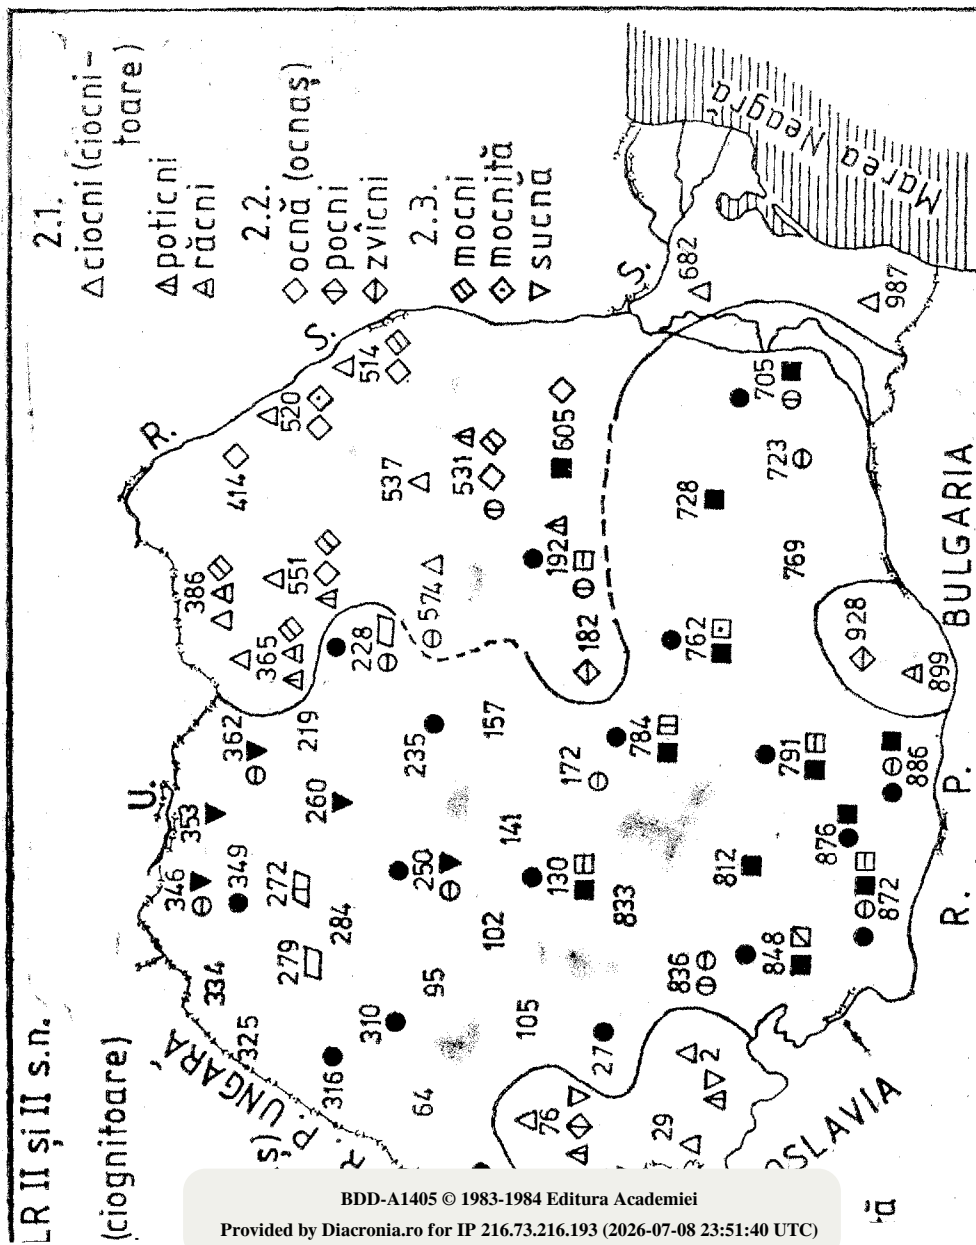 LR II și II s.n.
(ciognitoare)
ș)
2.1.
ciocni (ciocni-
toare)
poticni
răcni
2.2.
ocnă (ocnaș)
pocni
zvîcni
2.3.
mocni
mocniță
sucna
R. S. S.
U.
R. P. UNGARĂ
OSLAVIA
R. P. BULGARIA
Marea Neagră
334
346
353
362
386
414
520
514
325
349
272
260
219
365
551
279
284
228
537
531
316
310
250
235
574
64
95
102
141
157
192
605
105
130
172
182
27
833
784
762
728
682
836
812
769
723
705
987
76
29
2
848
876
791
928
872
886
899
BDD-A1405 © 1983-1984 Editura Academiei
Provided by Diacronia.ro for IP 216.73.216.193 (2026-07-08 23:51:40 UTC)